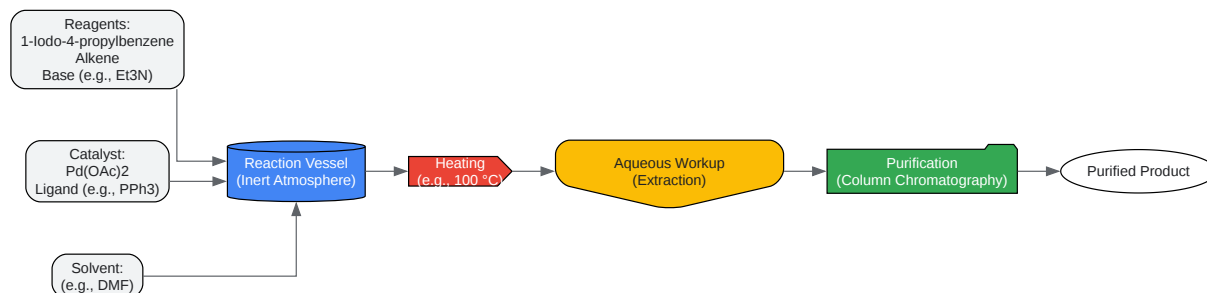 Reagents:
1-Iodo-4-propylbenzene
Alkene
Base (e.g., Et3N)
Catalyst:
Pd(OAc)2
Ligand (e.g., PPh3)
Solvent:
(e.g., DMF)
Reaction Vessel
(Inert Atmosphere)
Heating
(e.g., 100 °C)
Aqueous Workup
(Extraction)
Purification
(Column Chromatography)
Purified Product